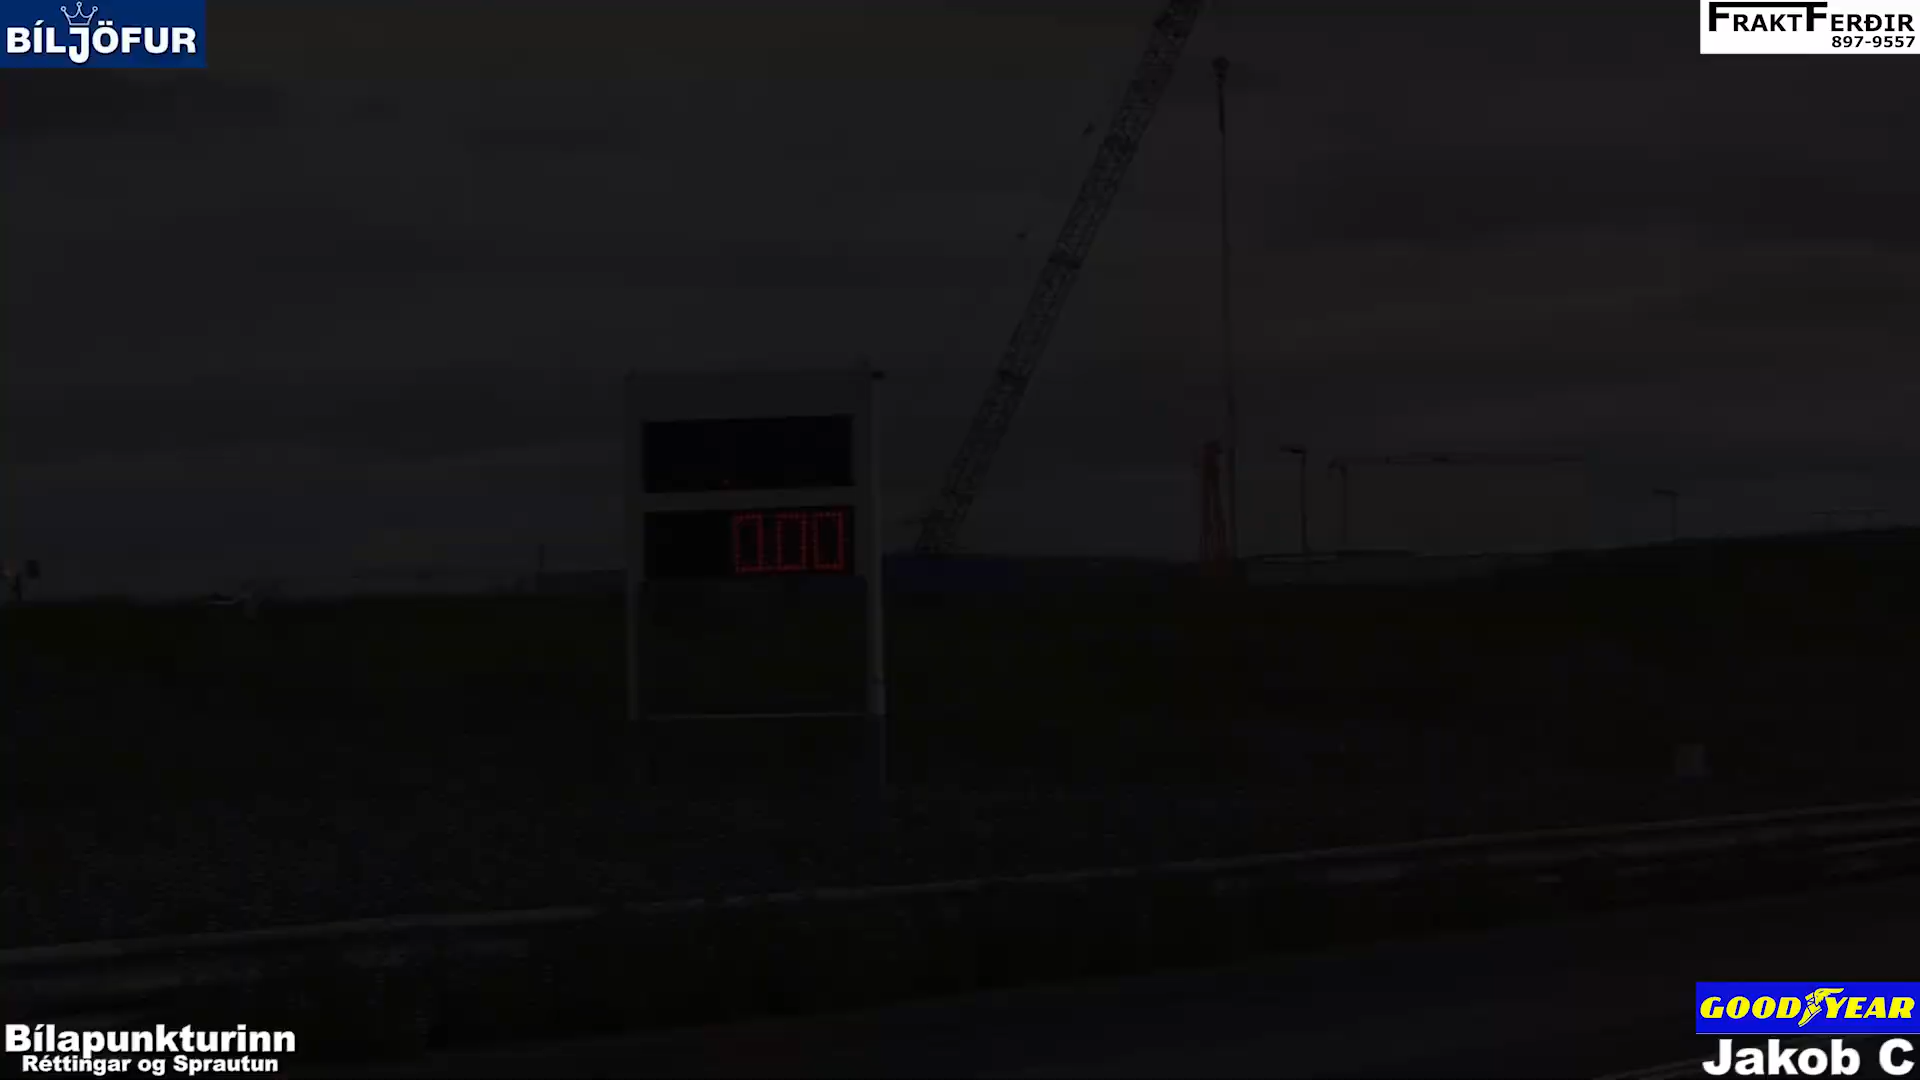 BÍLJÖFUR
FRAKTFERÐIR
897-9557
0.00
Bílapunkturinn
Réttingar og Sprautun
GOODYEAR
Jakob C